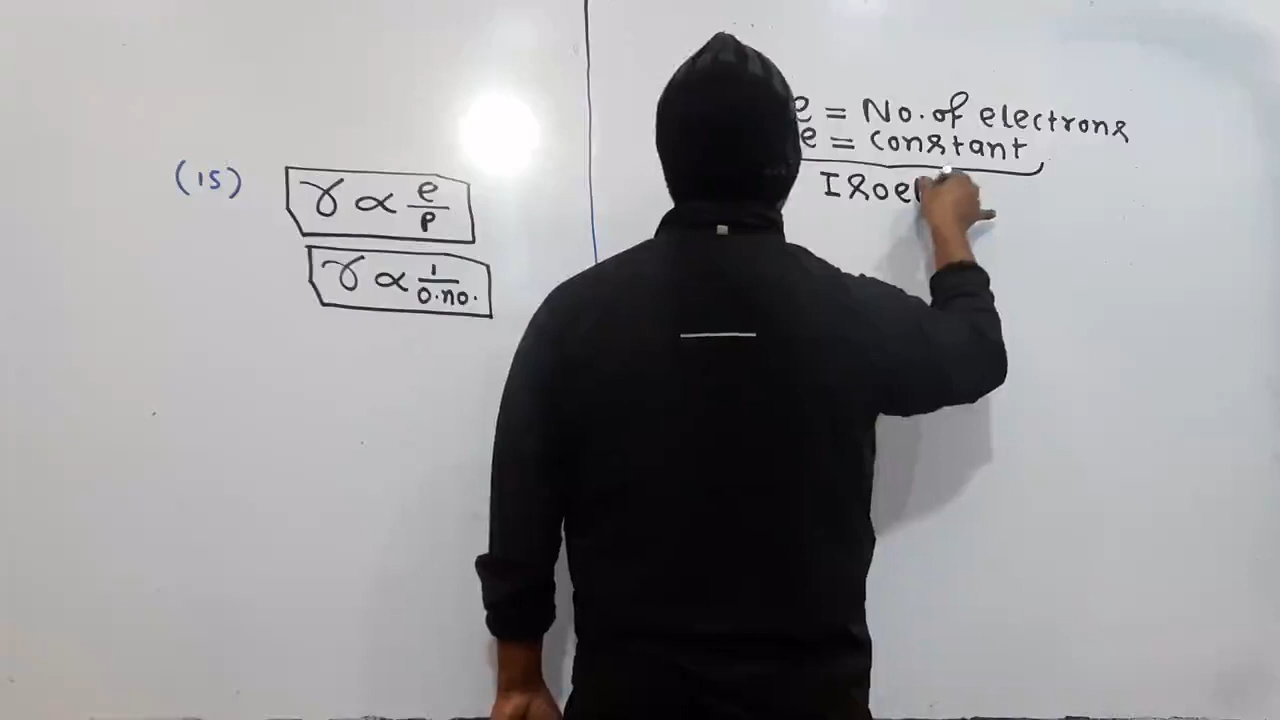 (15)
r ∝ e/p
r ∝ 1/o.no.
e = No. of electrons
e = constant
Isoel